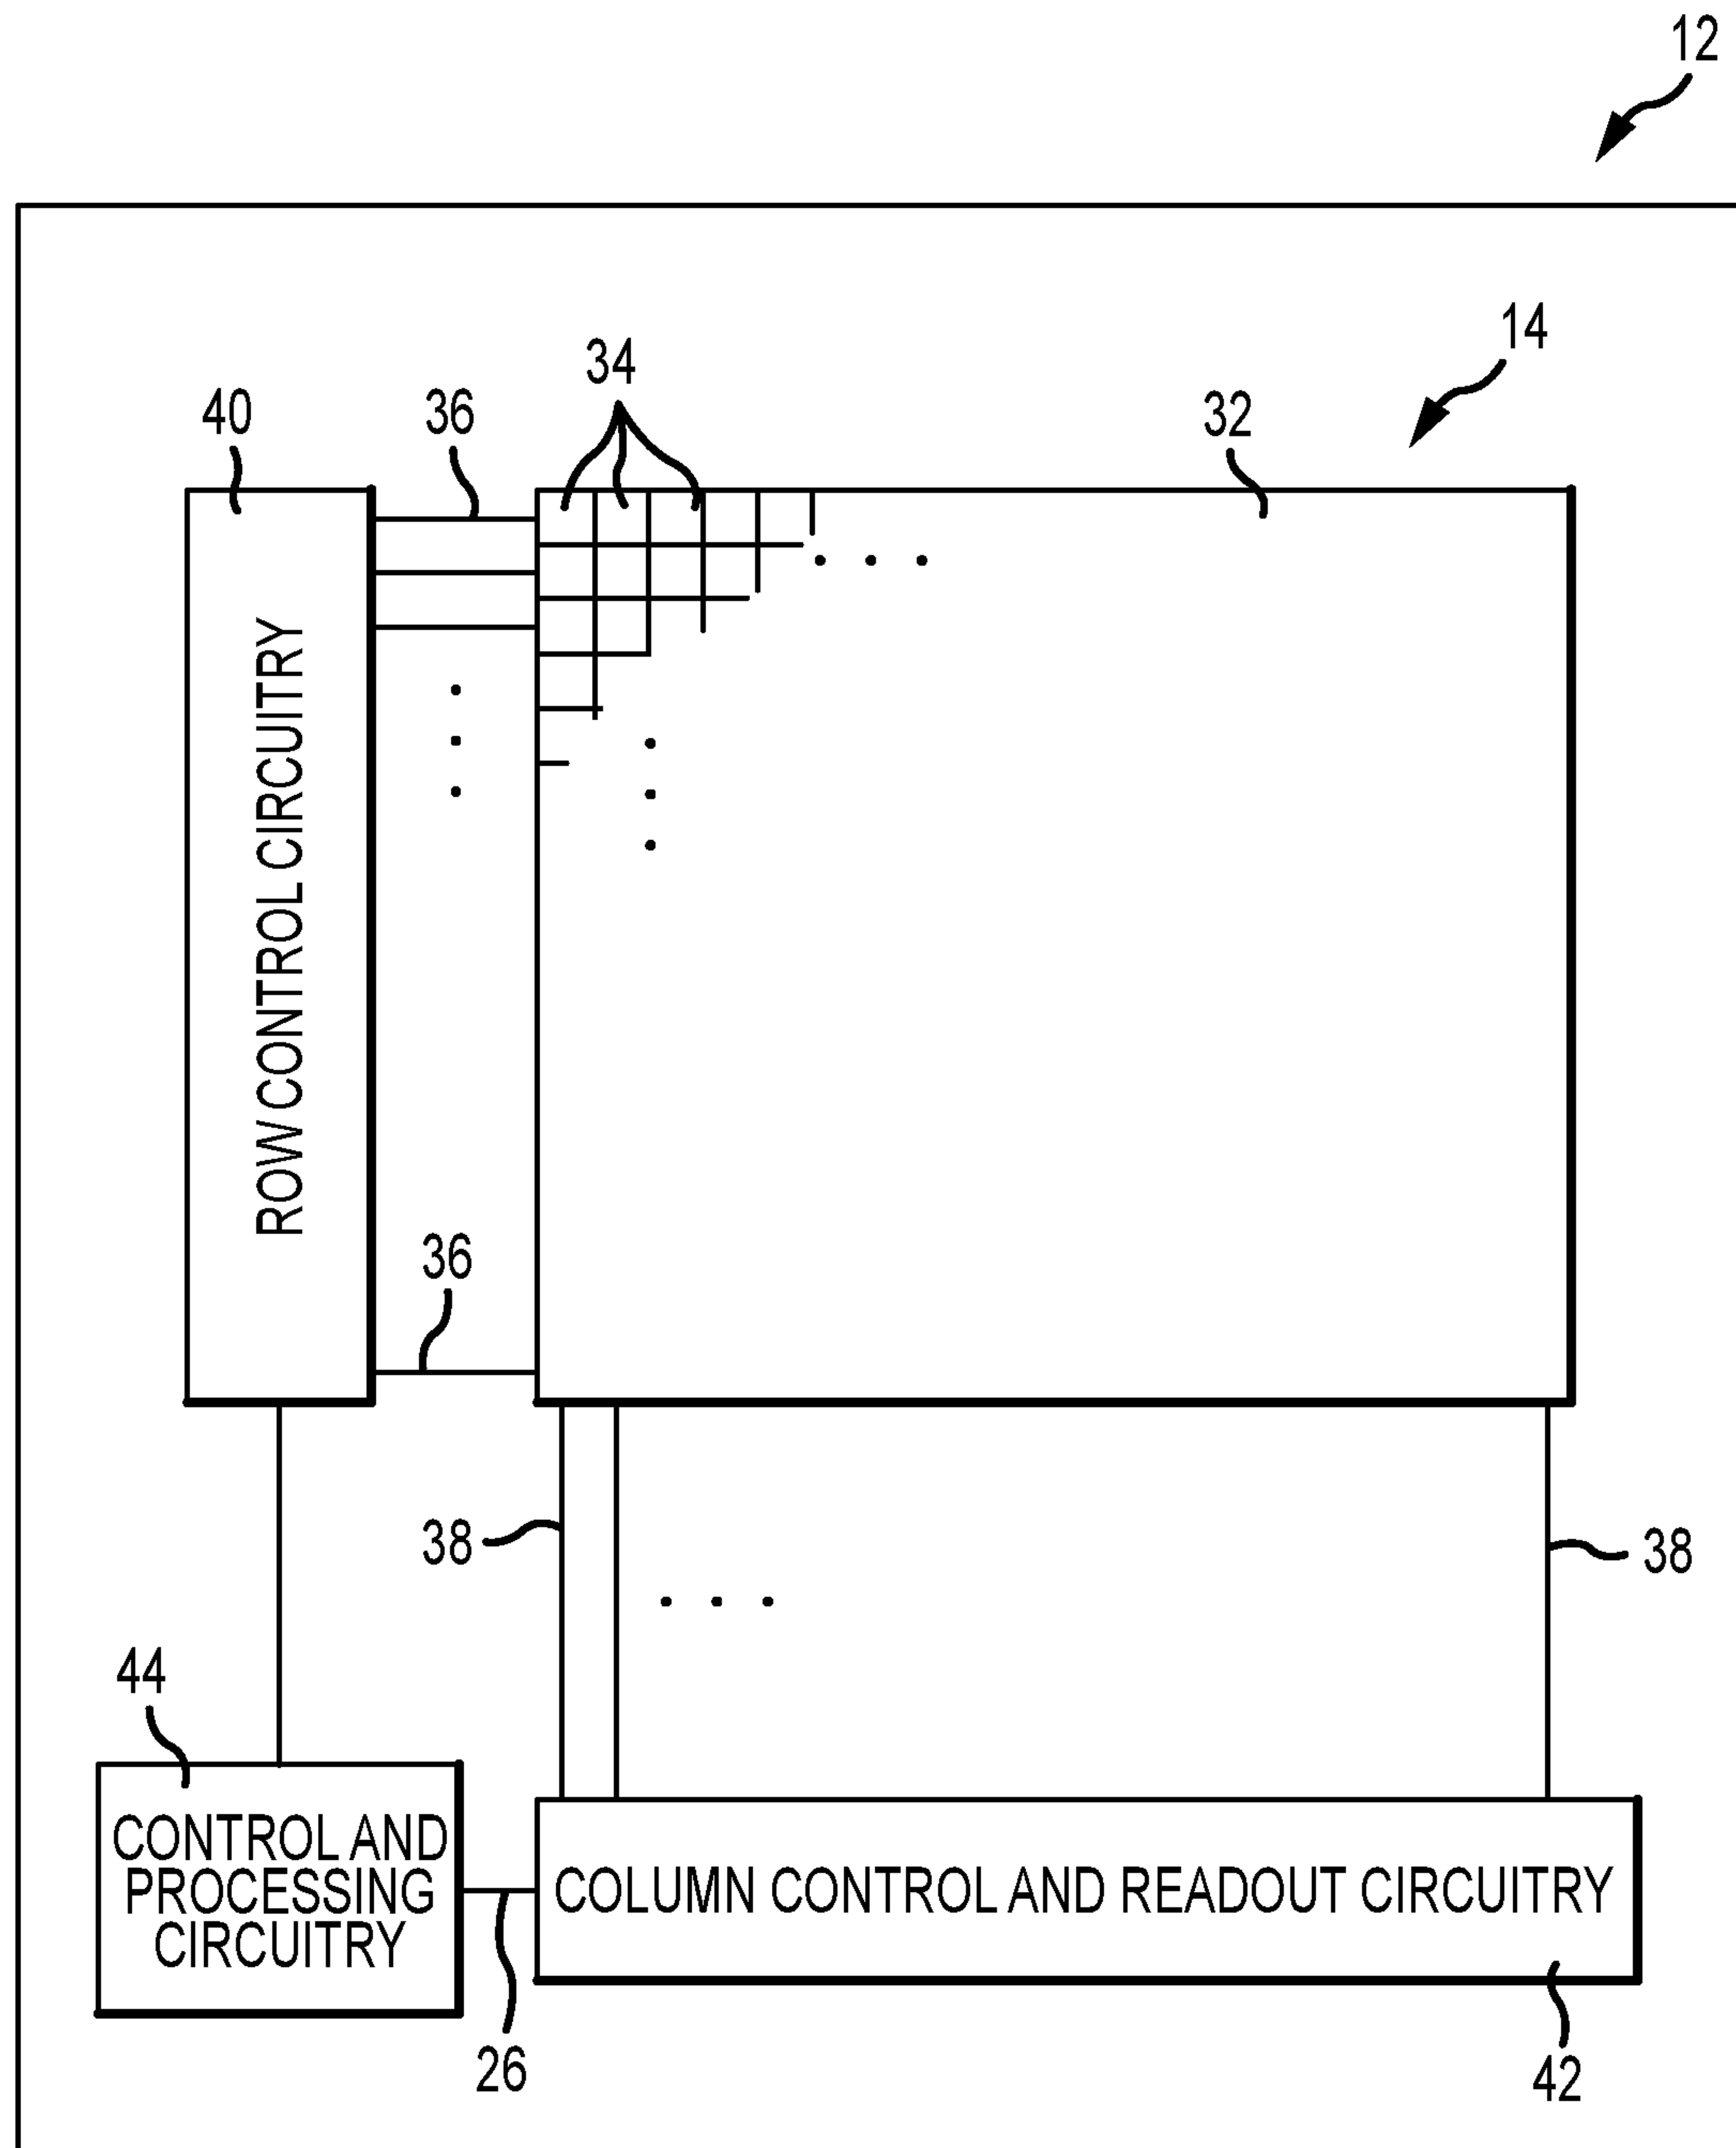 12
14
34
40
36
32
ROW CONTROL CIRCUITRY
36
38
38
44
CONTROL AND
PROCESSING
CIRCUITRY
COLUMN CONTROL AND READOUT CIRCUITRY
26
42